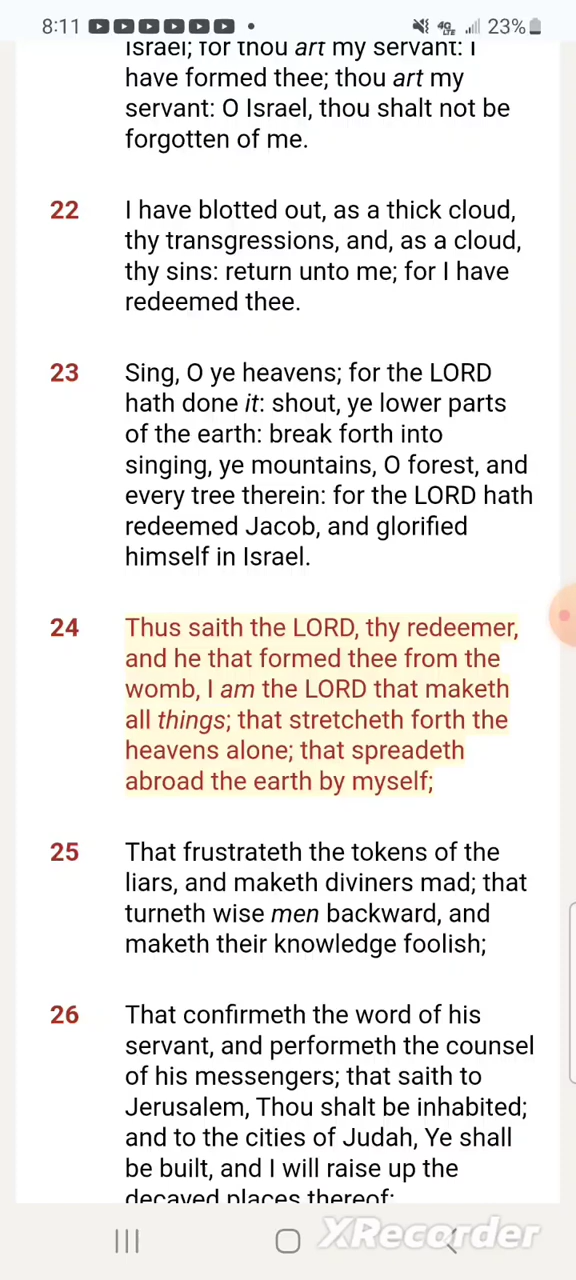 8:11 4G LTE 23%
Israel; for thou art my servant: I
have formed thee; thou art my
servant: O Israel, thou shalt not be
forgotten of me.
22 I have blotted out, as a thick cloud,
thy transgressions, and, as a cloud,
thy sins: return unto me; for I have
redeemed thee.
23 Sing, O ye heavens; for the LORD
hath done it: shout, ye lower parts
of the earth: break forth into
singing, ye mountains, O forest, and
every tree therein: for the LORD hath
redeemed Jacob, and glorified
himself in Israel.
24 Thus saith the LORD, thy redeemer,
and he that formed thee from the
womb, I am the LORD that maketh
all things; that stretcheth forth the
heavens alone; that spreadeth
abroad the earth by myself;
25 That frustrateth the tokens of the
liars, and maketh diviners mad; that
turneth wise men backward, and
maketh their knowledge foolish;
26 That confirmeth the word of his
servant, and performeth the counsel
of his messengers; that saith to
Jerusalem, Thou shalt be inhabited;
and to the cities of Judah, Ye shall
be built, and I will raise up the
decayed places thereof:
XRecorder